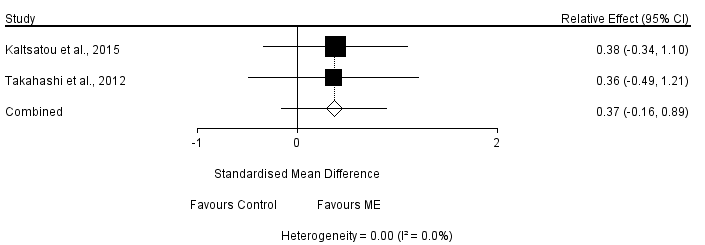 Study Relative Effect (95% CI)
Kaltsatou et al., 2015 0.38 (-0.34, 1.10)
Takahashi et al., 2012 0.36 (-0.49, 1.21)
Combined 0.37 (-0.16, 0.89)
-1 0 2
Standardised Mean Difference
Favours Control Favours ME
Heterogeneity = 0.00 (I² = 0.0%)